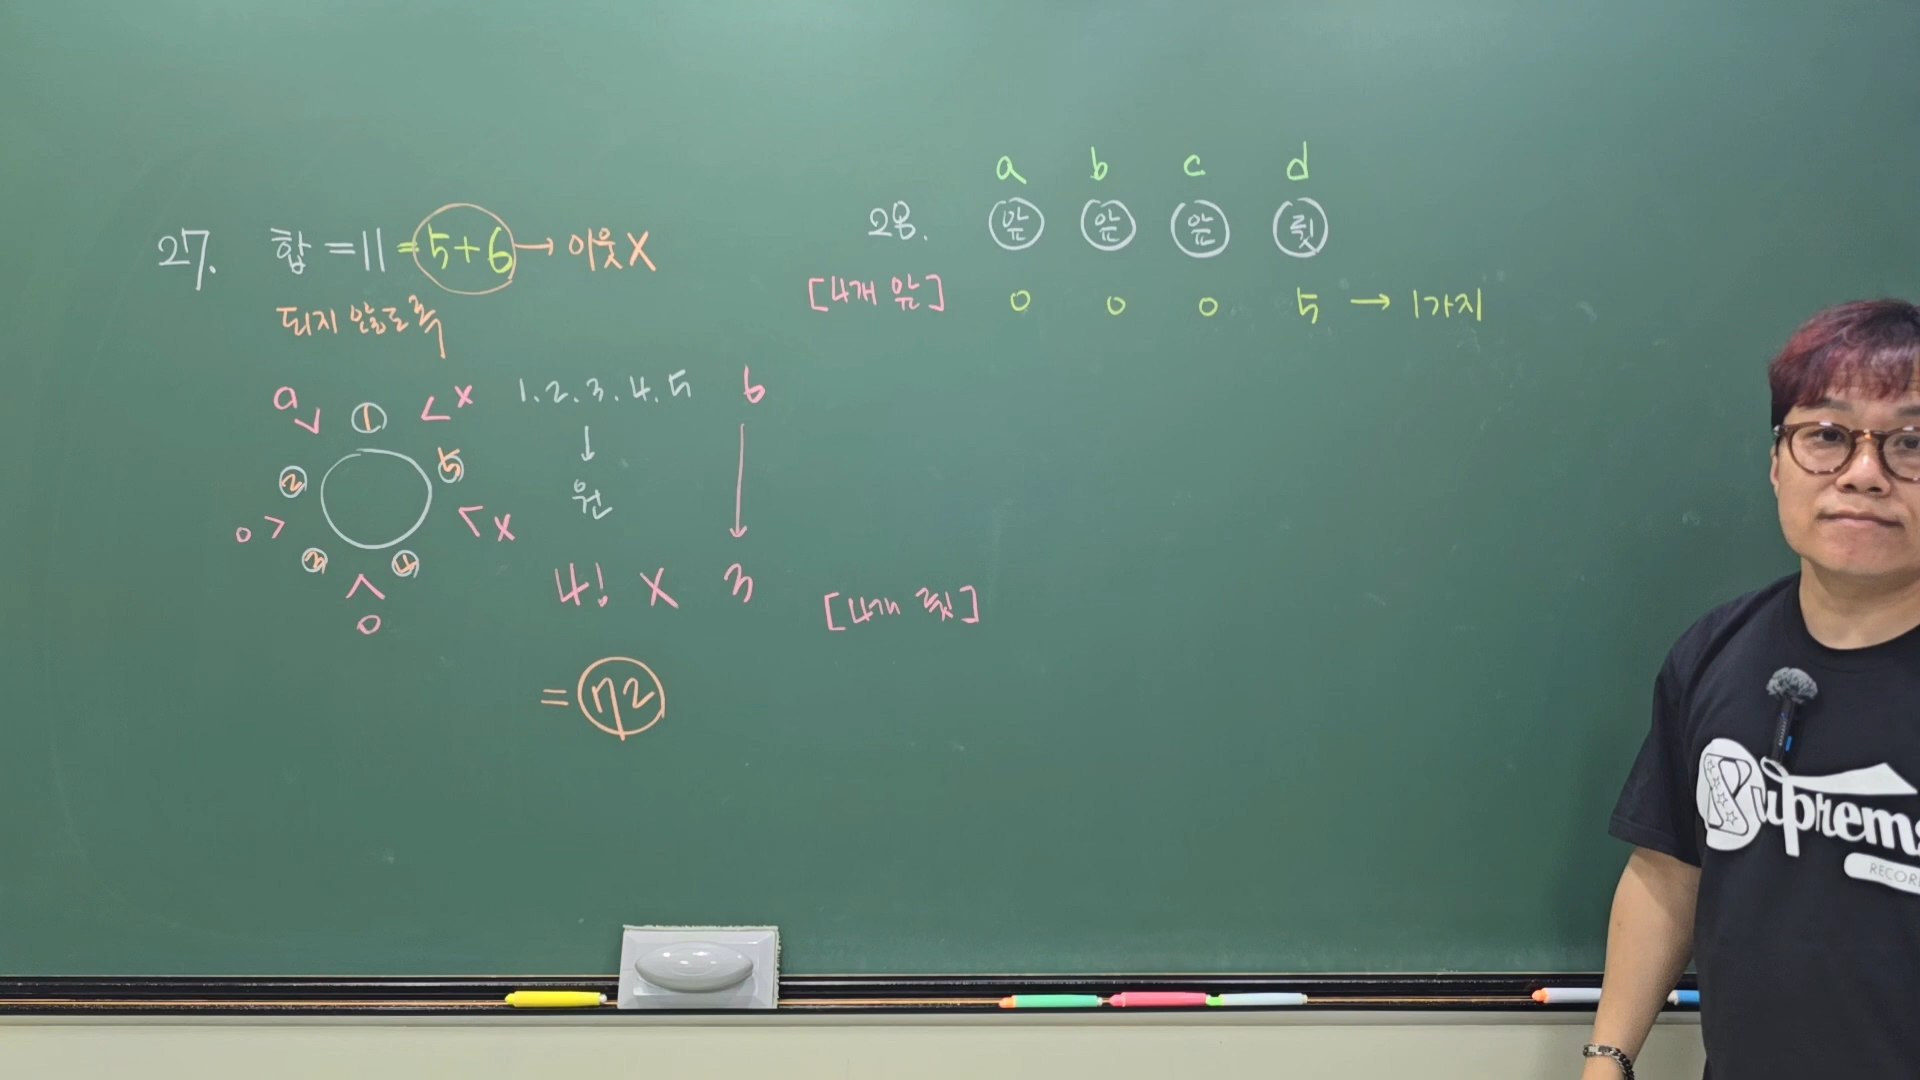 27. 합 = 11 = 5+6 → 이웃X
되지 않도록
a ① x
② ⑤
o x
③ ④
o
1. 2. 3. 4. 5 6
↓
원
4! X 3
= 72
a b c d
28. 앞 앞 앞 뒷
[4개 앞] 0 0 0 5 → 1가지
[4개 뒷]
Supreme
RECOR